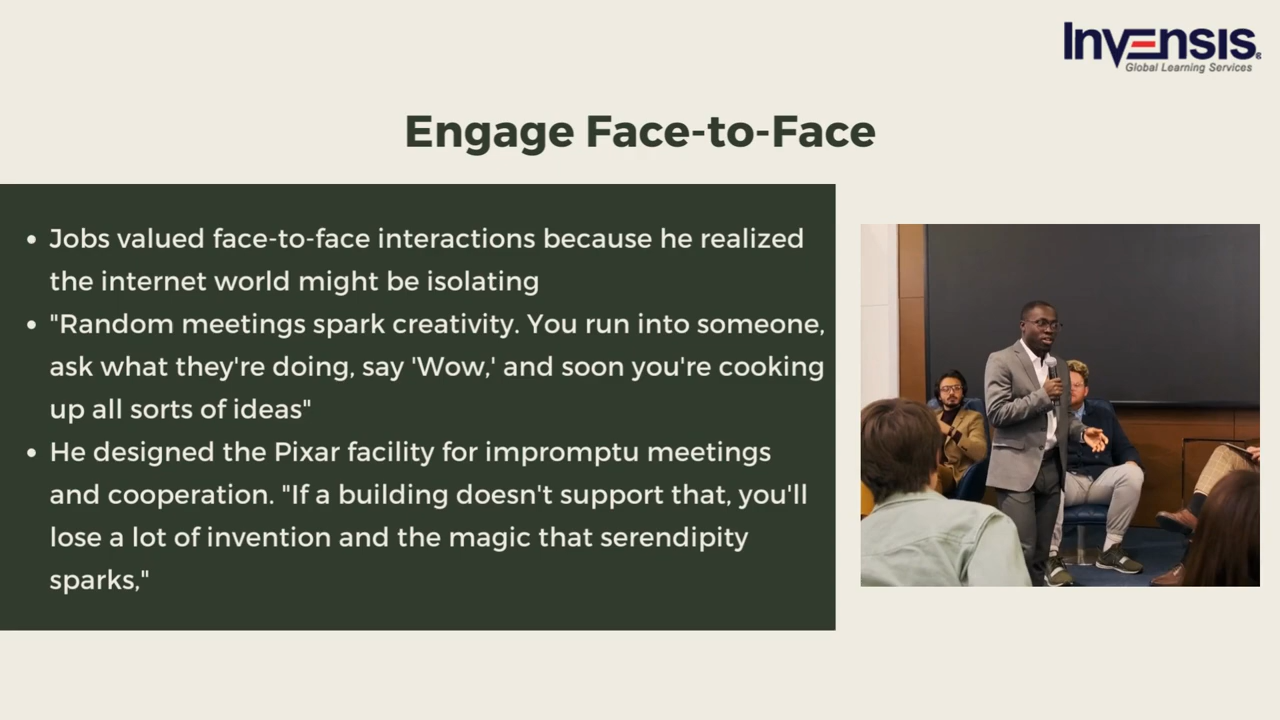 Invensis
Global Learning Services
Engage Face-to-Face
• Jobs valued face-to-face interactions because he realized
the internet world might be isolating
• "Random meetings spark creativity. You run into someone,
ask what they're doing, say 'Wow,' and soon you're cooking
up all sorts of ideas"
• He designed the Pixar facility for impromptu meetings
and cooperation. "If a building doesn't support that, you'll
lose a lot of invention and the magic that serendipity
sparks,"